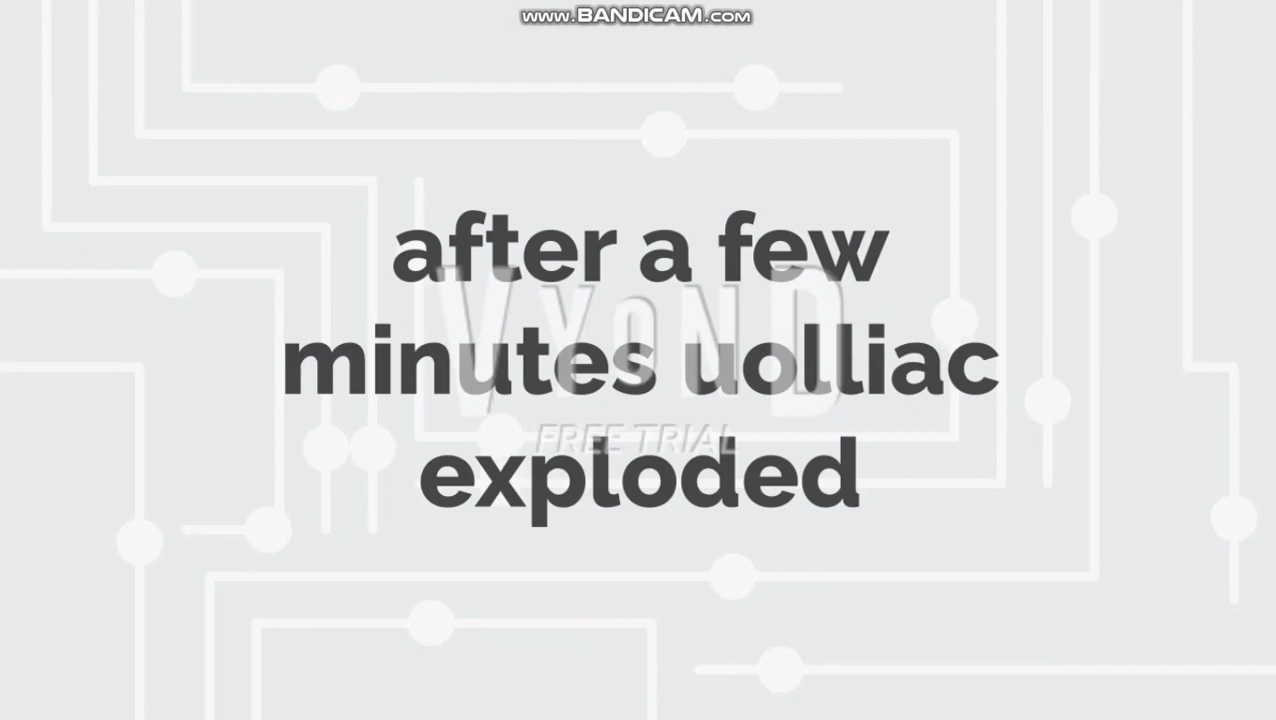 www.BANDICAM.com
after a few
minutes uolliac
exploded
VYOND
FREE TRIAL